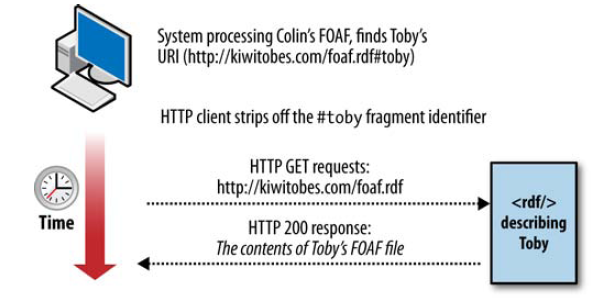 System processing Colin's FOAF, finds Toby's
URI (http://kiwitobes.com/foaf.rdf#toby)
HTTP client strips off the #toby fragment identifier
HTTP GET requests:
http://kiwitobes.com/foaf.rdf
Time
<rdf/>
describing
Toby
HTTP 200 response:
The contents of Toby's FOAF file